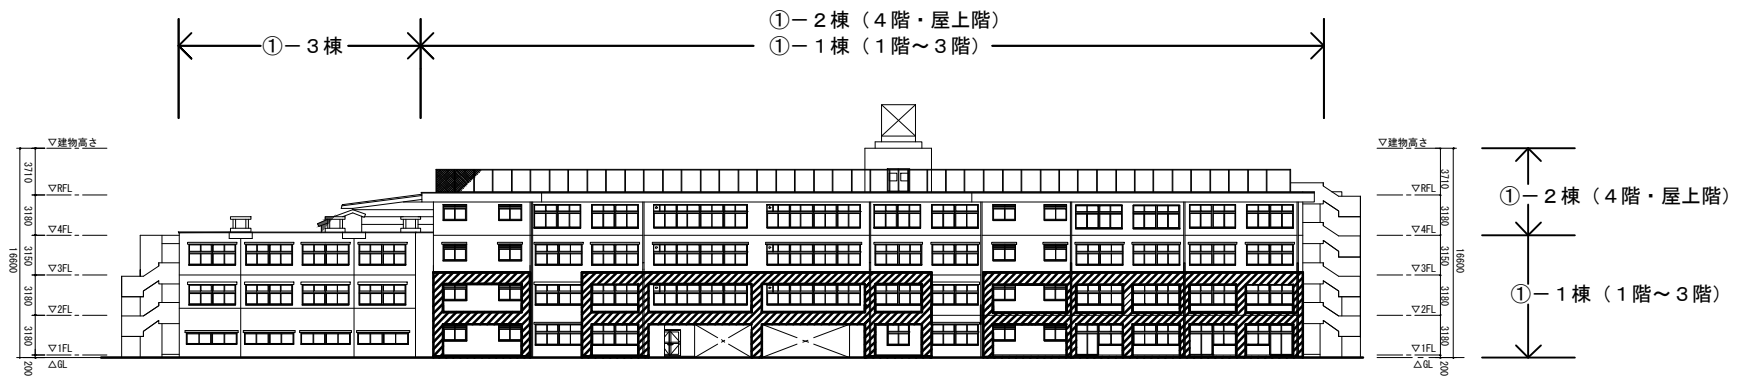 ①－２棟（４階・屋上階）
①－３棟
①－１棟（１階～３階）
▽建物高さ
3710
▽RFL
3180
▽4FL
3150
▽3FL
3180
▽2FL
3180
▽1FL
200
△GL
16600
▽建物高さ
3710
▽RFL
3180
▽4FL
3150
▽3FL
3180
▽2FL
3180
▽1FL
200
△GL
16600
①－２棟（４階・屋上階）
①－１棟（１階～３階）